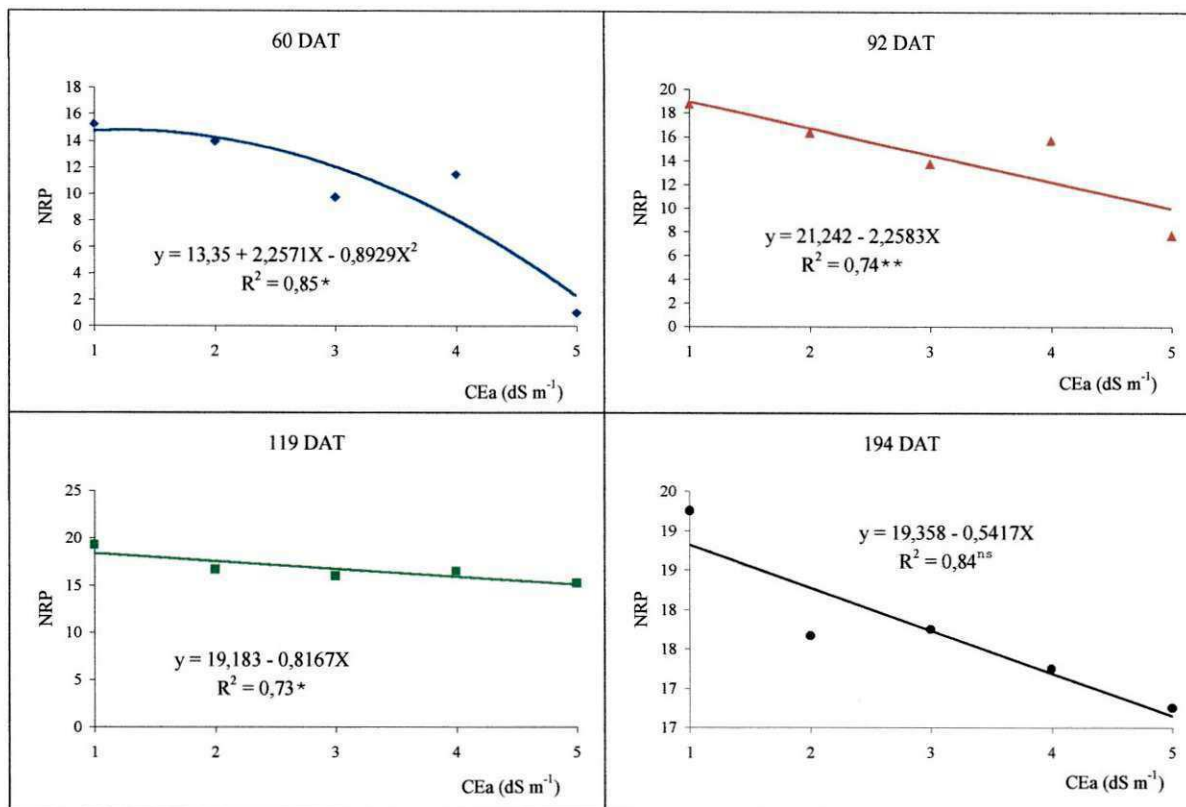 60 DAT
NRP
18
16
14
12
10
8
6
4
2
0
y = 13,35 + 2,2571X - 0,8929X²
R² = 0,85*
1 2 3 4 5
CEa (dS m⁻¹)
92 DAT
NRP
20
18
16
14
12
10
8
6
4
2
0
y = 21,242 - 2,2583X
R² = 0,74**
1 2 3 4 5
CEa (dS m⁻¹)
119 DAT
NRP
25
20
15
10
5
0
y = 19,183 - 0,8167X
R² = 0,73*
1 2 3 4 5
CEa (dS m⁻¹)
194 DAT
NRP
20
19
19
18
18
17
17
y = 19,358 - 0,5417X
R² = 0,84ⁿˢ
1 2 3 4 5
CEa (dS m⁻¹)